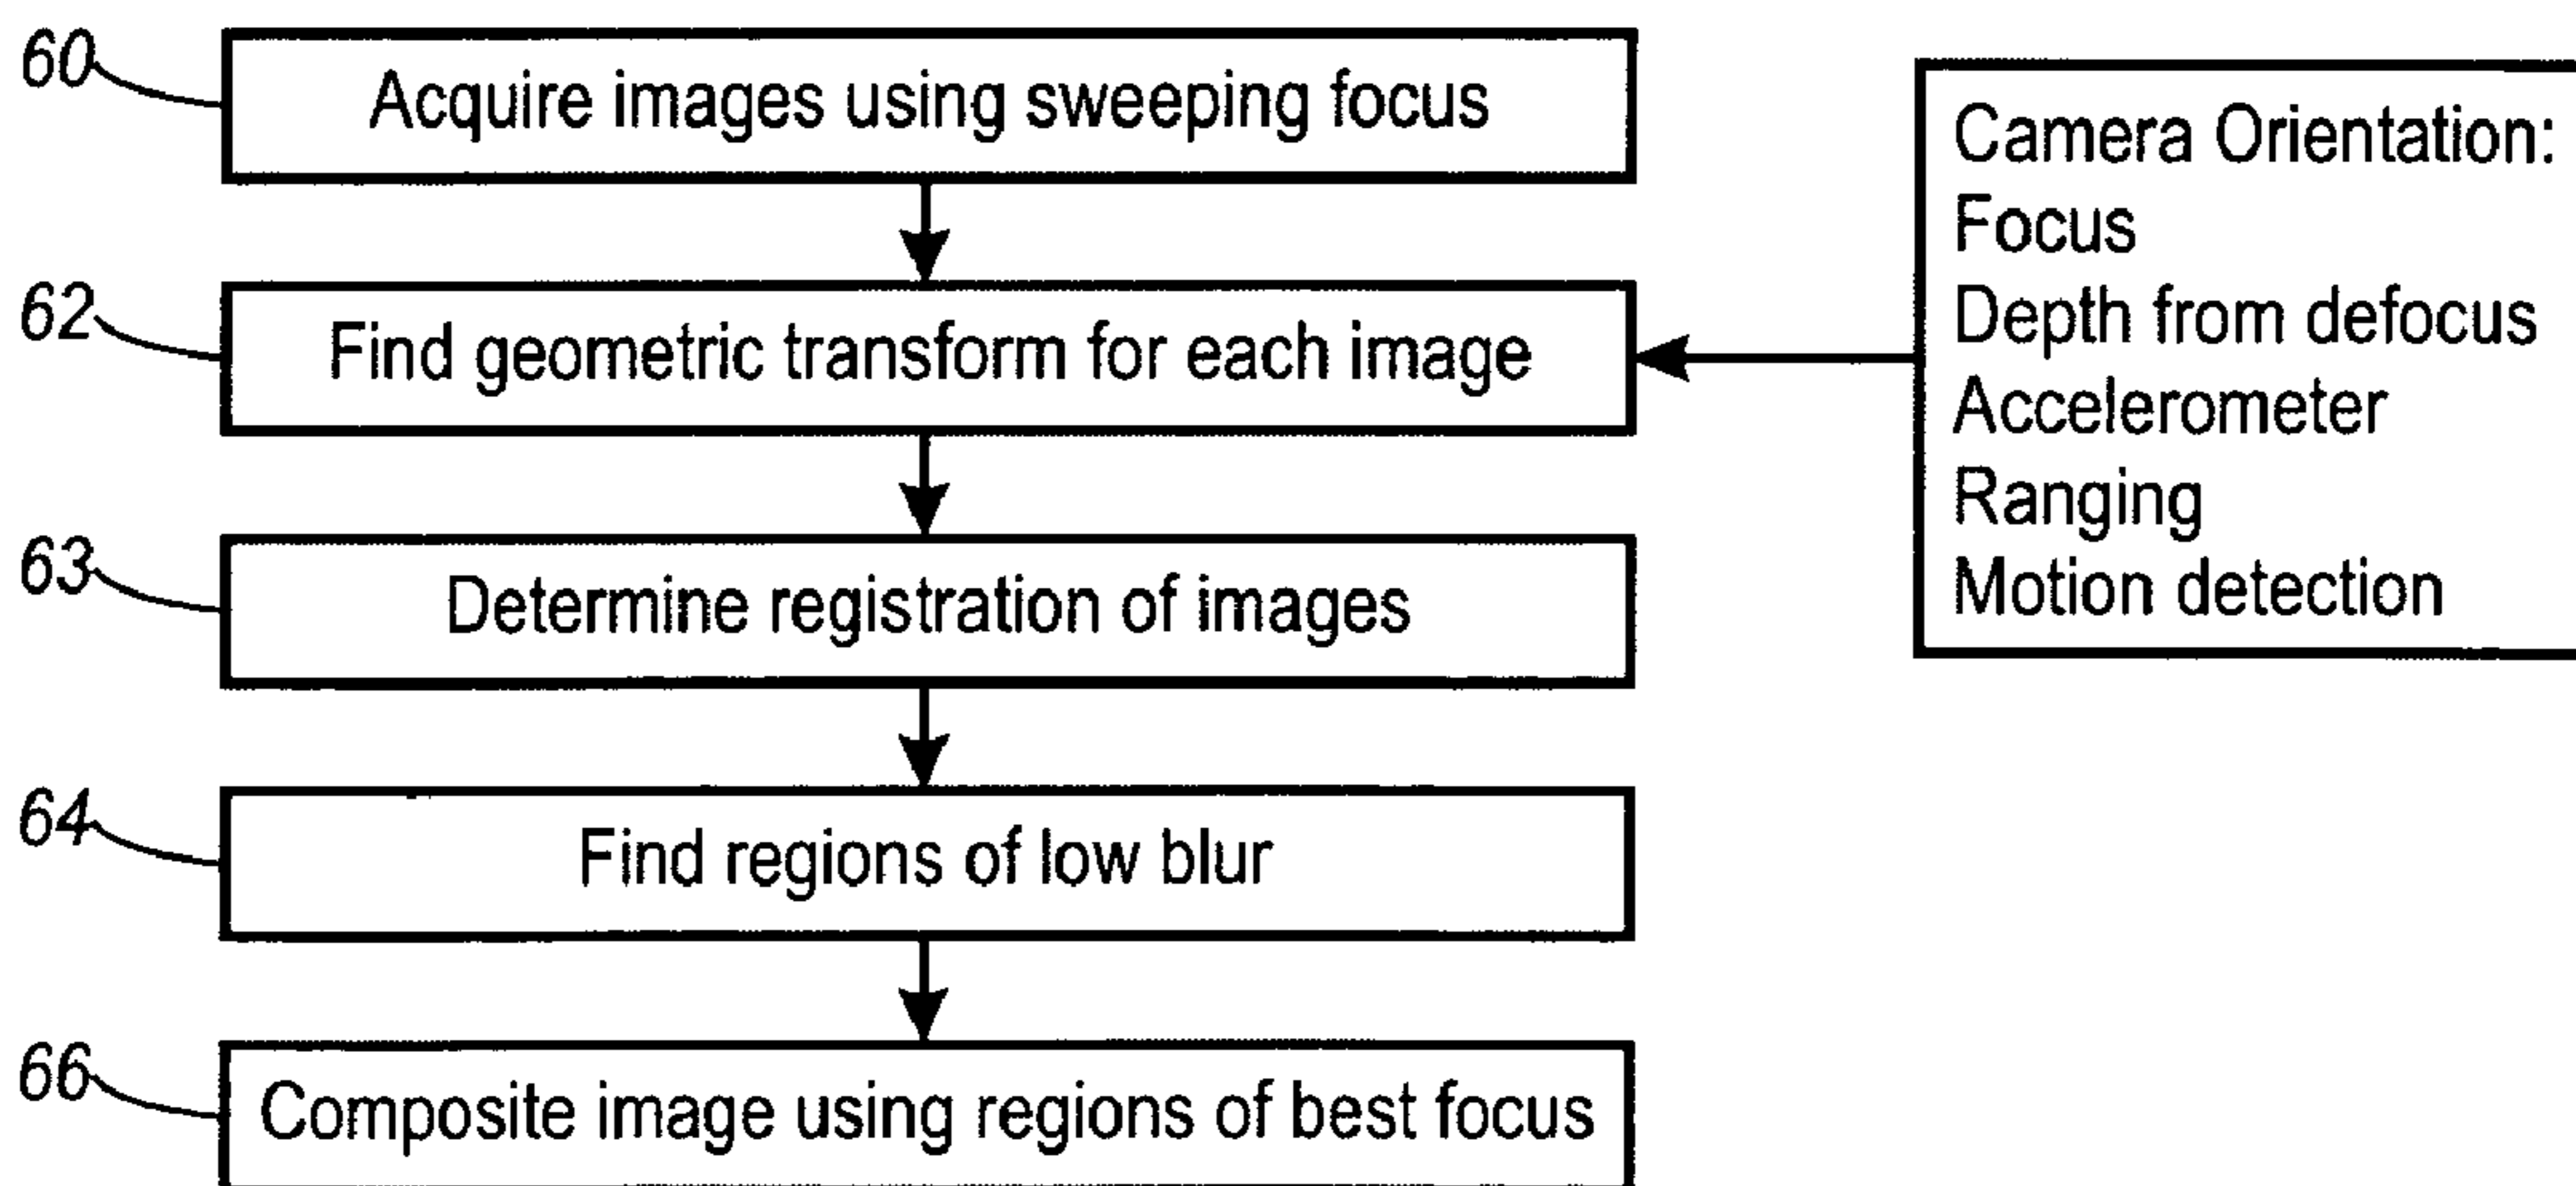 60
Acquire images using sweeping focus
62
Find geometric transform for each image
Camera Orientation:
Focus
Depth from defocus
Accelerometer
Ranging
Motion detection
63
Determine registration of images
64
Find regions of low blur
66
Composite image using regions of best focus